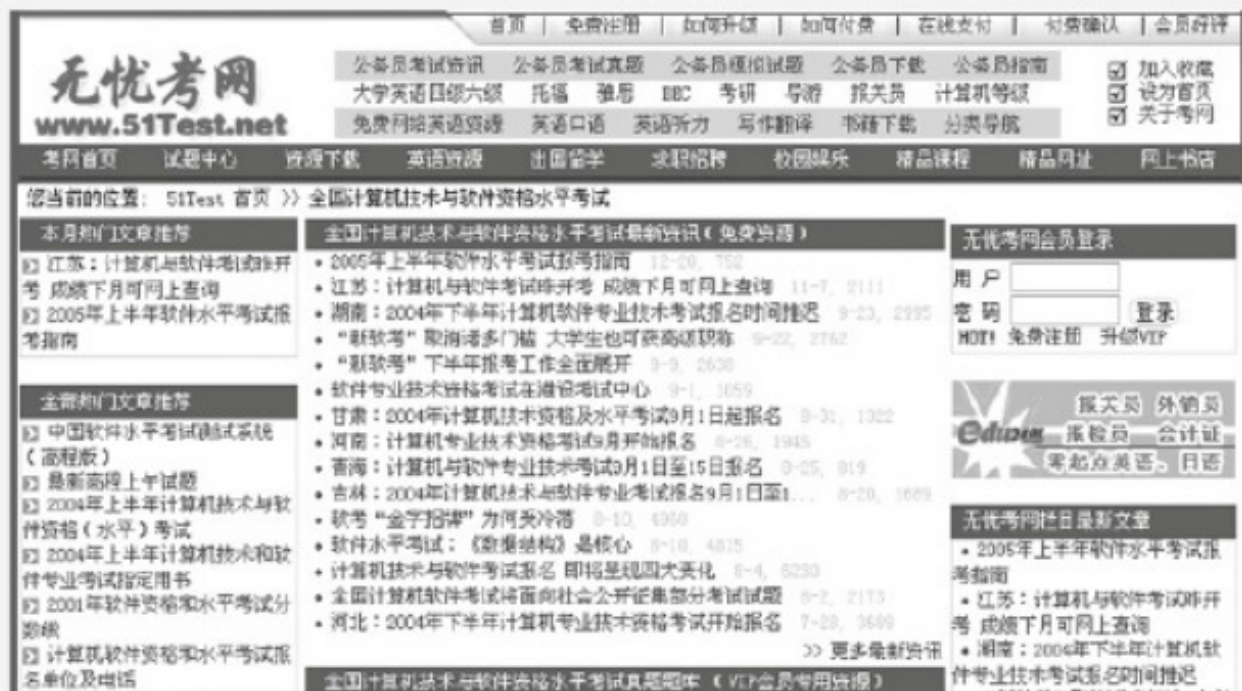 首页 | 免费注册 | 如何升级 | 如何付费 | 在线支付 | 付费确认 | 会员好评
无忧考网
www.51Test.net
公务员考试资讯 公务员考试真题 公务员模拟试题 公务员下载 公务员指南
大学英语四级六级 托福 雅思 BEC 考研 导游 报关员 计算机等级
免费网络英语资源 英语口语 英语听力 写作翻译 书籍下载 分类导航
加入收藏
设为首页
关于考网
考网首页 试题中心 资源下载 英语资源 出国留学 求职招聘 校园娱乐 精品课程 精品网址 网上书店
您当前的位置: 51Test 首页 >> 全国计算机技术与软件资格水平考试
本月热门文章推荐
江苏：计算机与软件考试昨开
考 成绩下月可网上查询
2005年上半年软件水平考试报
考指南
全部热门文章推荐
中国软件水平考试测试系统
（高程版）
最新高程上午试题
2004年上半年计算机技术与软
件资格（水平）考试
2004年上半年计算机技术和软
件专业考试指定用书
2001年软件资格和水平考试分
数线
计算机软件资格和水平考试报
名单位及电话
全国计算机技术与软件资格水平考试最新资讯（免费资源）
• 2005年上半年软件水平考试报考指南 12-20, 752
• 江苏：计算机与软件考试昨开考 成绩下月可网上查询 11-7, 2111
• 湖南：2004年下半年计算机软件专业技术考试报名时间推迟 9-23, 2995
• “新软考”取消诸多门槛 大学生也可获高级职称 9-22, 2762
• “新软考”下半年报考工作全面展开 9-9, 2638
• 软件专业技术资格考试在港设考试中心 9-1, 1059
• 甘肃：2004年计算机技术资格及水平考试9月1日起报名 8-31, 1322
• 河南：计算机专业技术资格考试9月开始报名 8-26, 1945
• 青海：计算机与软件专业技术考试9月1日至15日报名 8-25, 819
• 吉林：2004年计算机技术与软件专业考试报名9月1日至1... 8-20, 1689
• 软考“金字招牌”为何受冷落 8-10, 4960
• 软件水平考试：《数据结构》是核心 8-10, 4815
• 计算机技术与软件考试报名 即将呈现四大变化 8-4, 6230
• 全国计算机软件考试将面向社会公开征集部分考试试题 8-2, 2173
• 河北：2004年下半年计算机专业技术资格考试开始报名 7-28, 3689
>> 更多最新资讯
全国计算机技术与软件资格水平考试真题题库（VIP会员专用资源）
无忧考网会员登录
用 户
密 码 登录
HOT! 免费注册 升级VIP
报关员 外销员
报检员 会计证
零起点英语、日语
无忧考网栏目最新文章
• 2005年上半年软件水平考试报
考指南
• 江苏：计算机与软件考试昨开
考 成绩下月可网上查询
• 湖南：2004年下半年计算机软
件专业技术考试报名时间推迟